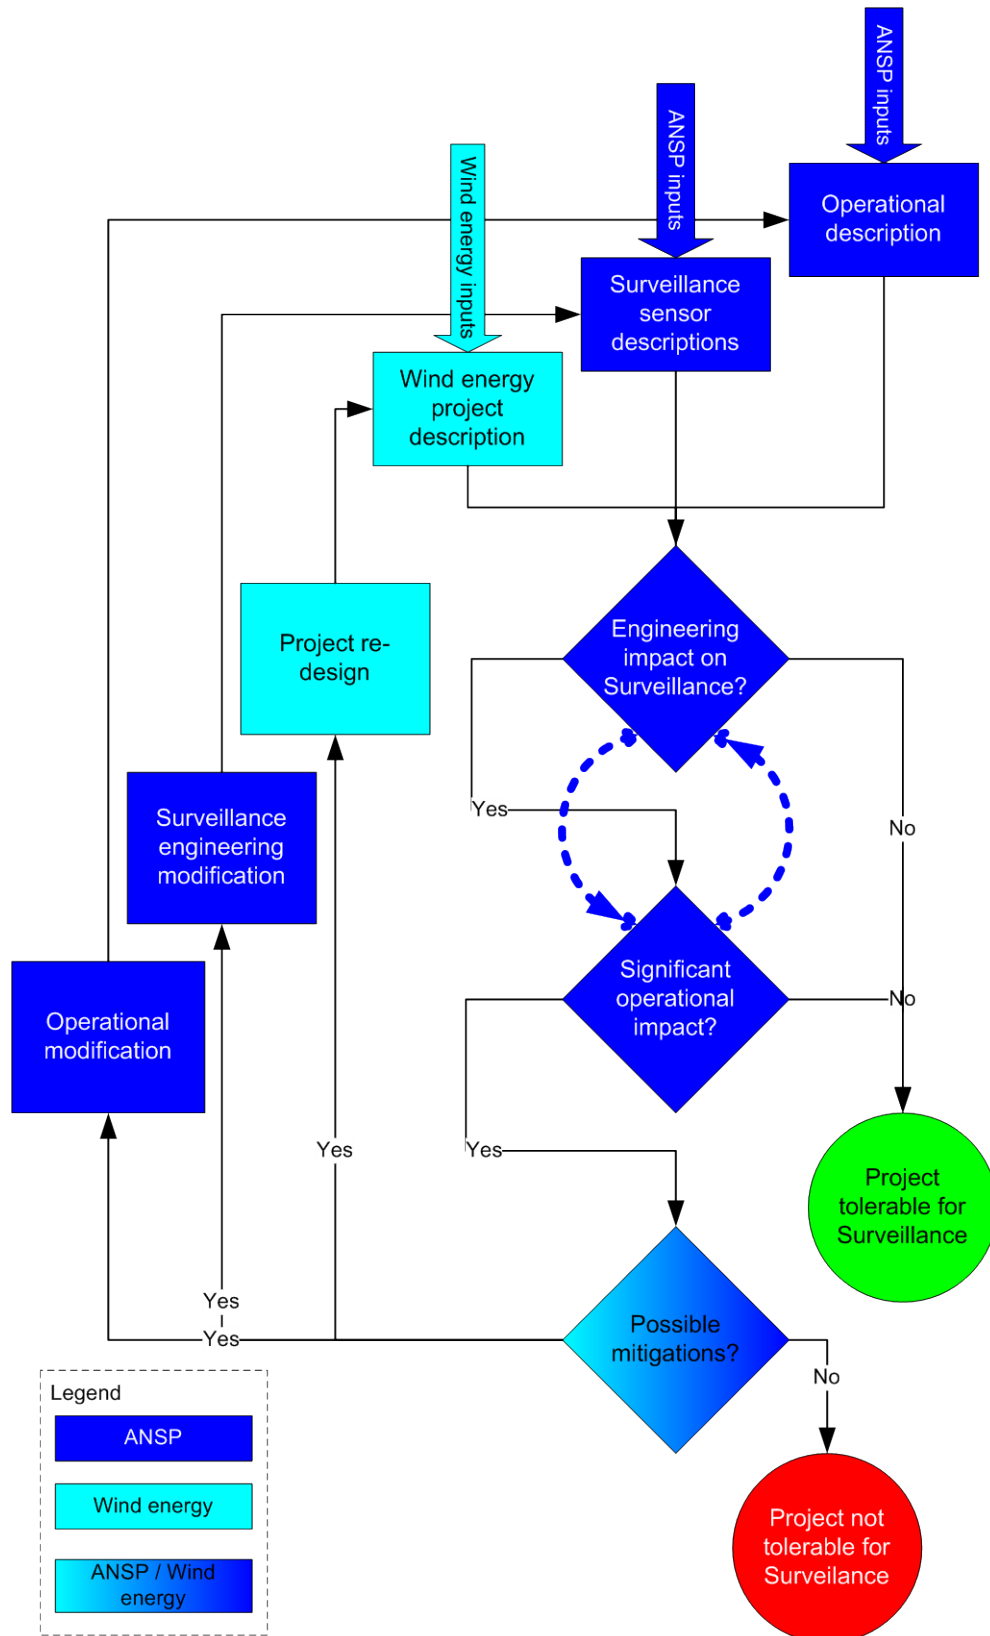 ANSP inputs
ANSP inputs
Wind energy inputs
Operational
description
Surveillance
sensor
descriptions
Wind energy
project
description
Engineering
impact on
Surveillance?
Project re-
design
Yes
No
Surveillance
engineering
modification
Significant
operational
impact?
No
Operational
modification
Yes
Yes
Project
tolerable for
Surveillance
Yes
Yes
Possible
mitigations?
No
Legend
ANSP
Wind energy
ANSP / Wind
energy
Project not
tolerable for
Surveilance